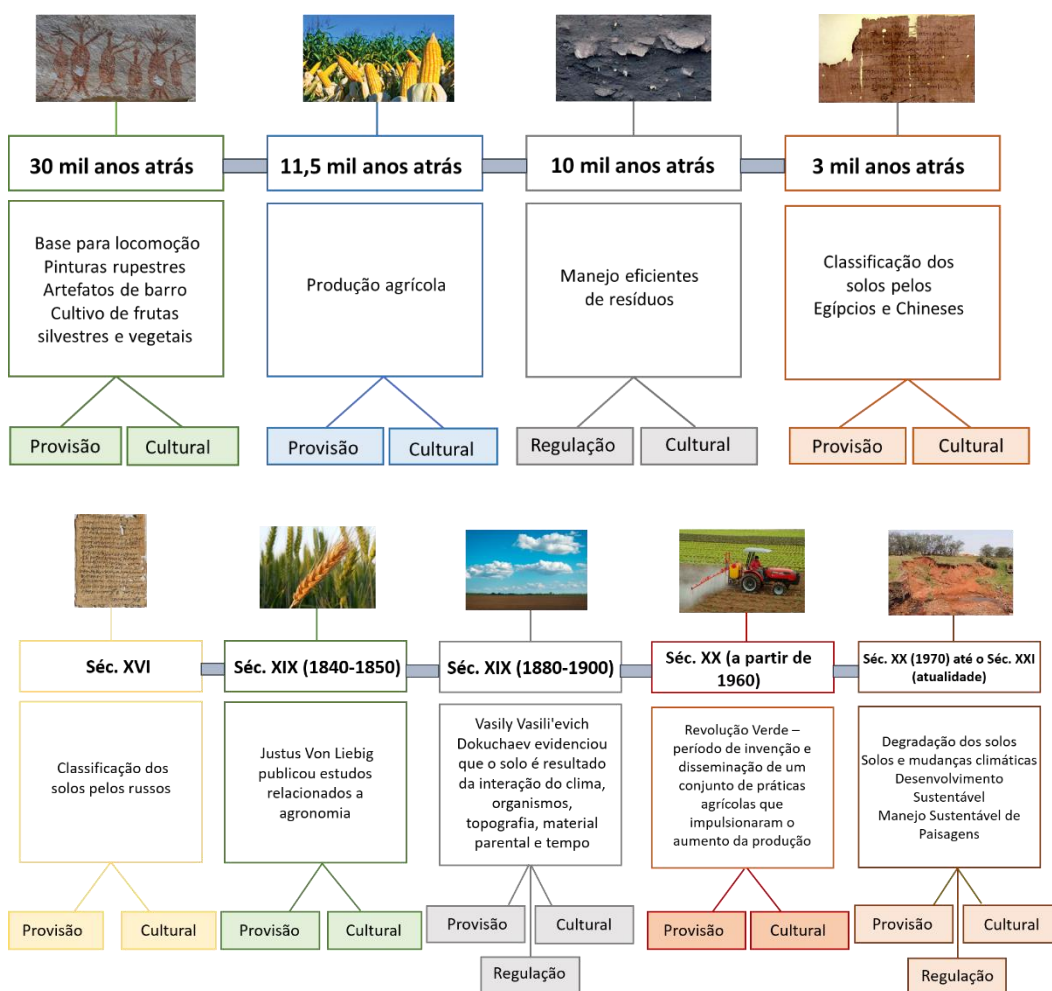 30 mil anos atrás
11,5 mil anos atrás
10 mil anos atrás
3 mil anos atrás
Base para locomoção
Pinturas rupestres
Artefatos de barro
Cultivo de frutas
silvestres e vegetais
Produção agrícola
Manejo eficientes
de resíduos
Classificação dos
solos pelos
Egípcios e Chineses
Provisão
Cultural
Provisão
Cultural
Regulação
Cultural
Provisão
Cultural
Séc. XVI
Séc. XIX (1840-1850)
Séc. XIX (1880-1900)
Séc. XX (a partir de
1960)
Séc. XX (1970) até o Séc. XXI
(atualidade)
Classificação dos
solos pelos russos
Justus Von Liebig
publicou estudos
relacionados a
agronomia
Vasily Vasili'evich
Dokuchaev evidenciou
que o solo é resultado
da interação do clima,
organismos,
topografia, material
parental e tempo
Revolução Verde –
período de invenção e
disseminação de um
conjunto de práticas
agrícolas que
impulsionaram o
aumento da produção
Degradação dos solos
Solos e mudanças climáticas
Desenvolvimento
Sustentável
Manejo Sustentável de
Paisagens
Provisão
Cultural
Provisão
Cultural
Provisão
Cultural
Regulação
Provisão
Cultural
Provisão
Cultural
Regulação